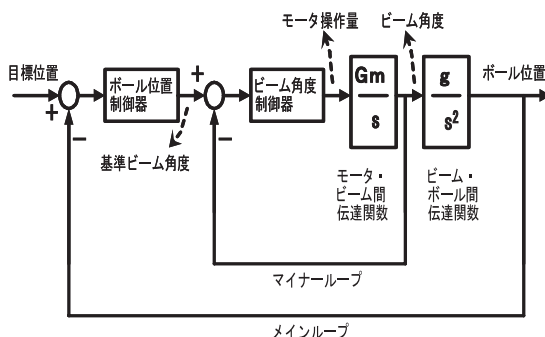 モータ操作量
ビーム角度
目標位置
ボール位置
制御器
ビーム角度
制御器
Gm
s
g
s²
ボール位置
+
−
+
−
基準ビーム角度
モータ・
ビーム間
伝達関数
ビーム・
ボール間
伝達関数
マイナーループ
メインループ